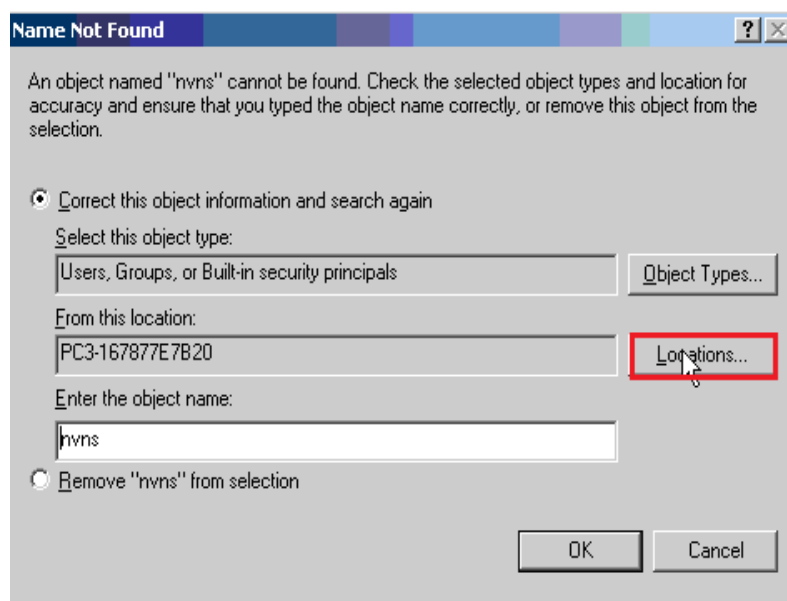 Name Not Found
An object named "nvns" cannot be found. Check the selected object types and location for
accuracy and ensure that you typed the object name correctly, or remove this object from the
selection.
Correct this object information and search again
Select this object type:
Users, Groups, or Built-in security principals
Object Types...
From this location:
PC3-167877E7B20
Locations...
Enter the object name:
nvns
Remove "nvns" from selection
OK
Cancel